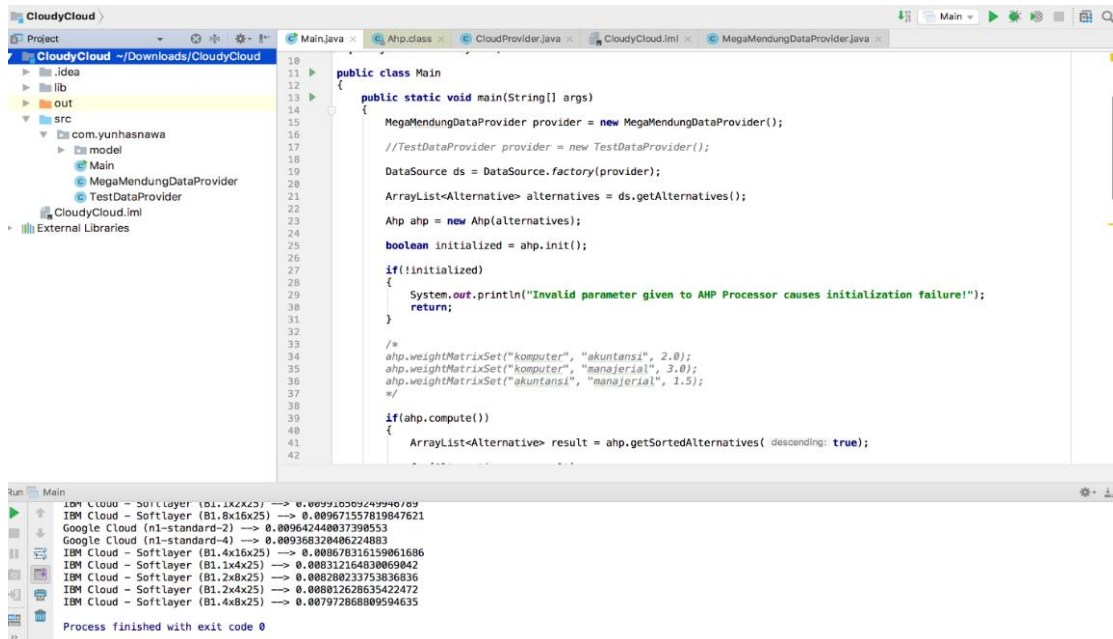 CloudyCloud
Main
Project
Main.java
Ahp.class
CloudProvider.java
CloudyCloud.iml
MegaMendungDataProvider.java
CloudyCloud ~/Downloads/CloudyCloud
.idea
lib
out
src
com.yunhasnawa
model
Main
MegaMendungDataProvider
TestDataProvider
CloudyCloud.iml
External Libraries
10
11 public class Main
12 {
13 public static void main(String[] args)
14 {
15 MegaMendungDataProvider provider = new MegaMendungDataProvider();
16
17 //TestDataProvider provider = new TestDataProvider();
18
19 DataSource ds = DataSource.factory(provider);
20
21 ArrayList<Alternative> alternatives = ds.getAlternatives();
22
23 Ahp ahp = new Ahp(alternatives);
24
25 boolean initialized = ahp.init();
26
27 if(!initialized)
28 {
29 System.out.println("Invalid parameter given to AHP Processor causes initialization failure!");
30 return;
31 }
32
33 /*
34 ahp.weightMatrixSet("komputer", "akuntansi", 2.0);
35 ahp.weightMatrixSet("komputer", "manajerial", 3.0);
36 ahp.weightMatrixSet("akuntansi", "manajerial", 1.5);
37 */
38
39 if(ahp.compute())
40 {
41 ArrayList<Alternative> result = ahp.getSortedAlternatives( descending: true);
42
Run Main
IBM Cloud - Softlayer (B1.1x2x25) --> 0.009916569249946789
IBM Cloud - Softlayer (B1.8x16x25) --> 0.009671557819847621
Google Cloud (n1-standard-2) --> 0.009642440037390553
Google Cloud (n1-standard-4) --> 0.009368320406224883
IBM Cloud - Softlayer (B1.4x16x25) --> 0.008678316159061686
IBM Cloud - Softlayer (B1.1x4x25) --> 0.008312164830069042
IBM Cloud - Softlayer (B1.2x8x25) --> 0.008280233753836836
IBM Cloud - Softlayer (B1.2x4x25) --> 0.008012628635422472
IBM Cloud - Softlayer (B1.4x8x25) --> 0.007972868809594635
Process finished with exit code 0